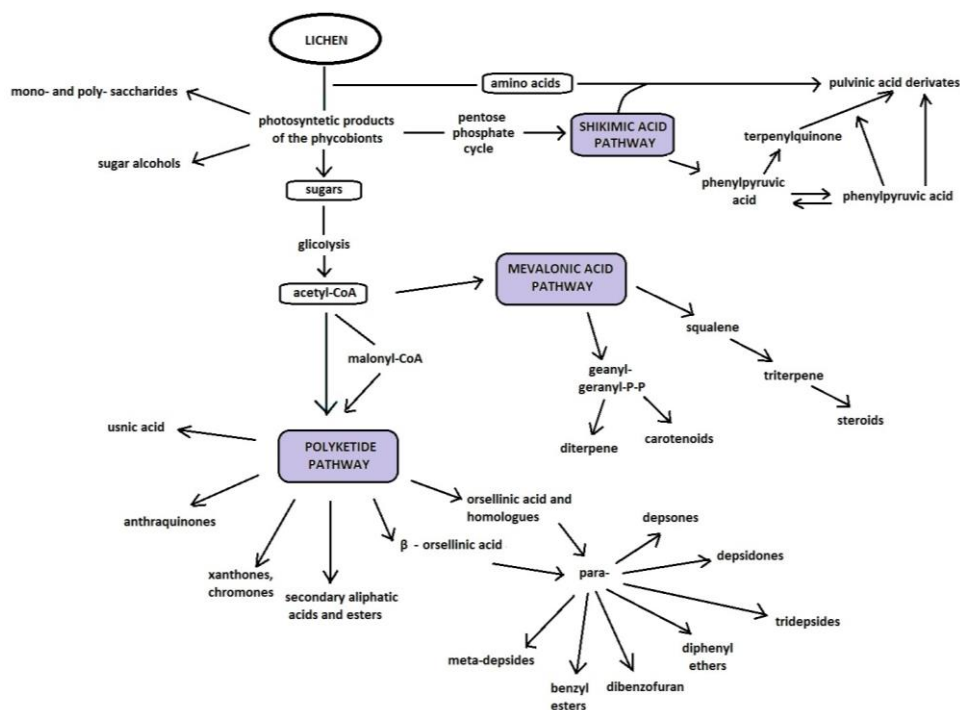 LICHEN
amino acids
pulvinic acid derivates
mono- and poly- saccharides
photosyntetic products
of the phycobionts
pentose
phosphate
cycle
SHIKIMIC ACID
PATHWAY
terpenylquinone
sugar alcohols
phenylpyruvic
acid
phenylpyruvic acid
sugars
glicolysis
acetyl-CoA
MEVALONIC ACID
PATHWAY
squalene
malonyl-CoA
geanyl-
geranyl-P-P
triterpene
steroids
diterpene
carotenoids
usnic acid
POLYKETIDE
PATHWAY
anthraquinones
orsellinic acid and
homologues
β - orsellinic acid
xanthones,
chromones
secondary aliphatic
acids and esters
para-
depsones
depsidones
tridepsides
diphenyl
ethers
meta-depsides
benzyl
esters
dibenzofuran